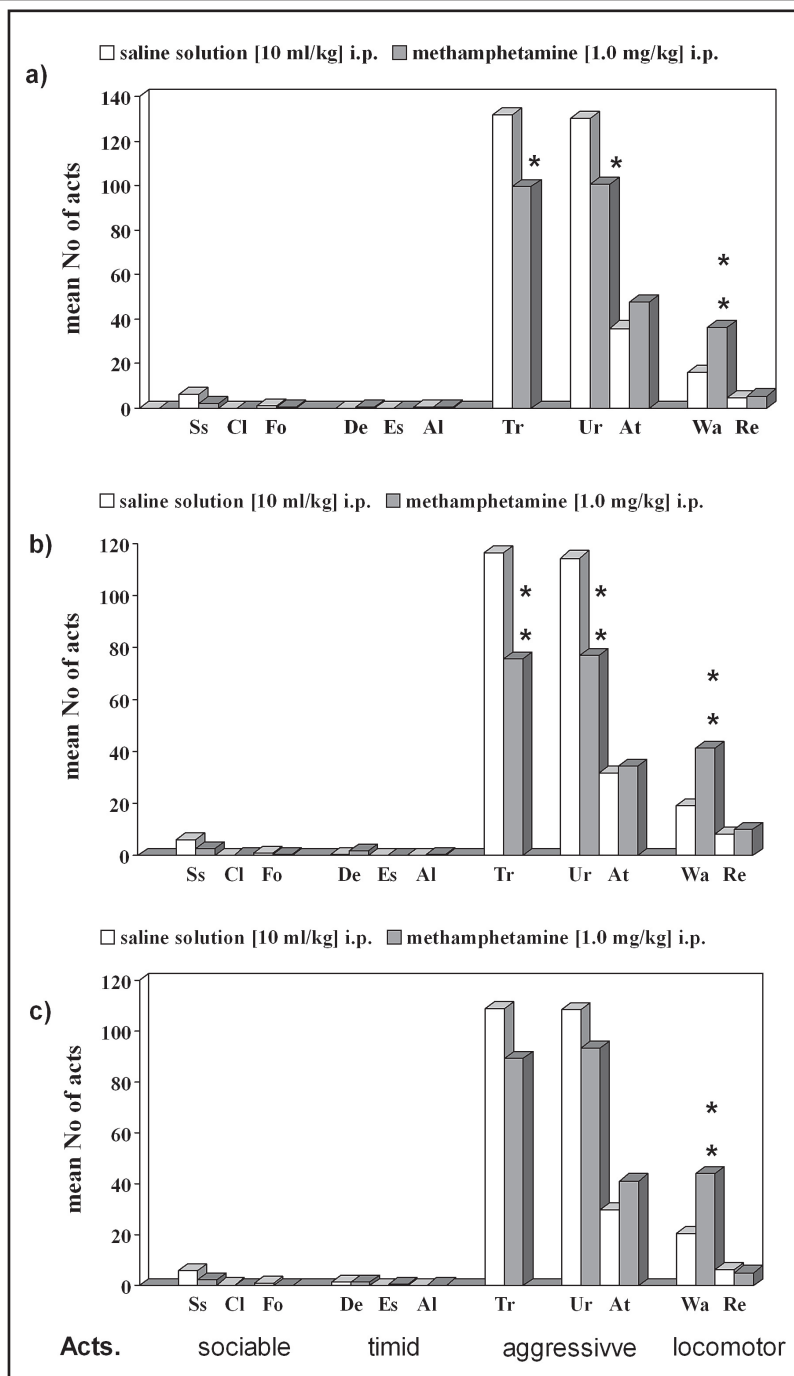 saline solution [10 ml/kg] i.p. methamphetamine [1.0 mg/kg] i.p.
a)
mean No of acts
140
120
100
80
60
40
20
0
* * * *
Ss Cl Fo De Es Al Tr Ur At Wa Re
saline solution [10 ml/kg] i.p. methamphetamine [1.0 mg/kg] i.p.
b)
mean No of acts
120
100
80
60
40
20
0
* * *
* * *
Ss Cl Fo De Es Al Tr Ur At Wa Re
saline solution [10 ml/kg] i.p. methamphetamine [1.0 mg/kg] i.p.
c)
mean No of acts
120
100
80
60
40
20
0
*
*
Ss Cl Fo De Es Al Tr Ur At Wa Re
Acts. sociable timid aggressivve locomotor